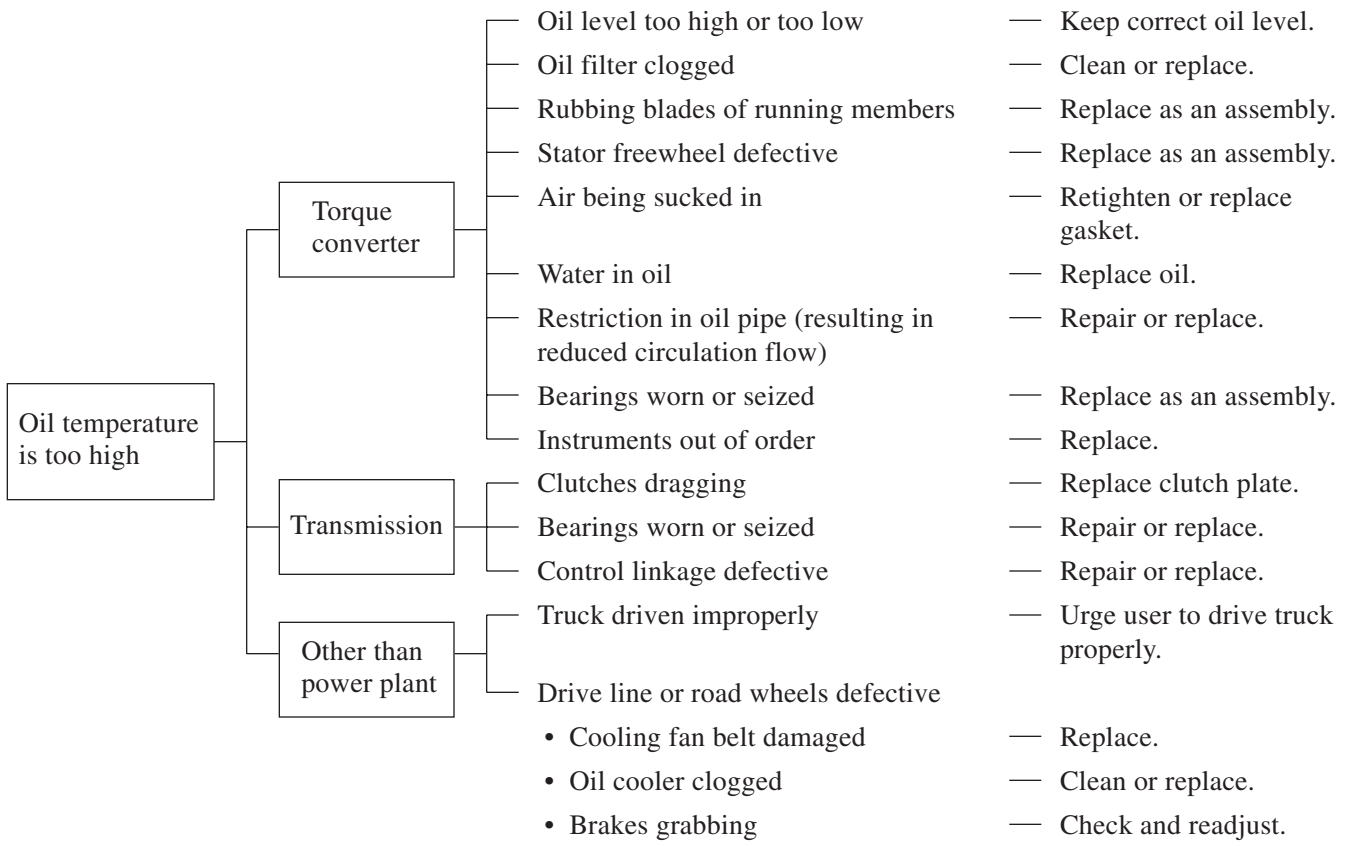 Oil level too high or too low — Keep correct oil level.
Oil filter clogged — Clean or replace.
Rubbing blades of running members — Replace as an assembly.
Stator freewheel defective — Replace as an assembly.
Torque
converter
Air being sucked in — Retighten or replace
gasket.
Water in oil — Replace oil.
Restriction in oil pipe (resulting in — Repair or replace.
reduced circulation flow)
Bearings worn or seized — Replace as an assembly.
Oil temperature
is too high
Instruments out of order — Replace.
Clutches dragging — Replace clutch plate.
Transmission
Bearings worn or seized — Repair or replace.
Control linkage defective — Repair or replace.
Truck driven improperly — Urge user to drive truck
properly.
Other than
power plant
Drive line or road wheels defective
• Cooling fan belt damaged — Replace.
• Oil cooler clogged — Clean or replace.
• Brakes grabbing — Check and readjust.